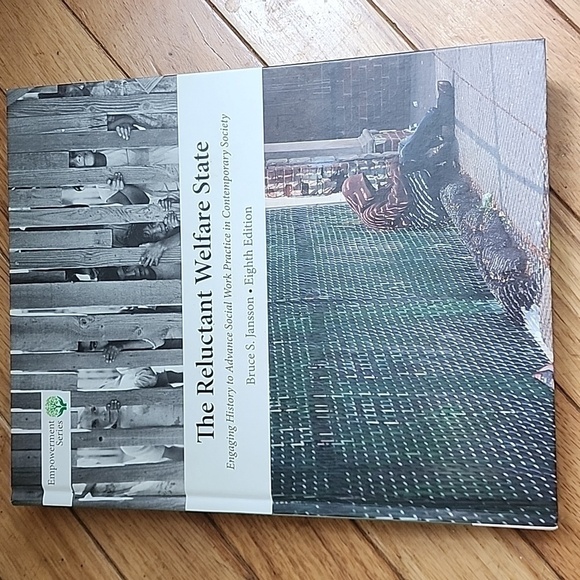 Empowerment
Series
The Reluctant Welfare State
Engaging History to Advance Social Work Practice in Contemporary Society
Bruce S. Jansson • Eighth Edition